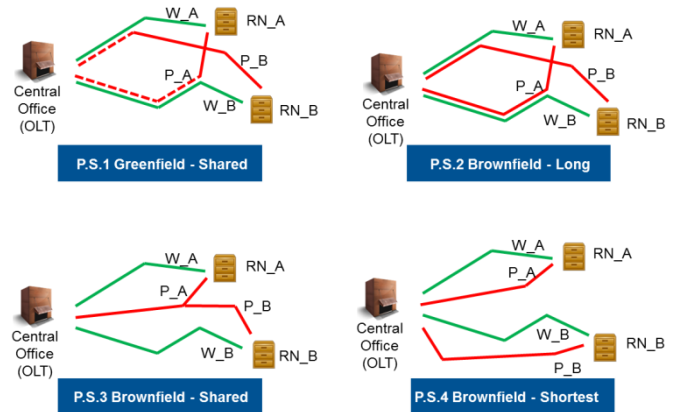 W_A
RN_A
P_B
P_A
W_B
RN_B
Central
Office
(OLT)
P.S.1 Greenfield - Shared
W_A
RN_A
P_B
P_A
W_B
RN_B
Central
Office
(OLT)
P.S.2 Brownfield - Long
W_A
RN_A
P_A
P_B
W_B
RN_B
Central
Office
(OLT)
P.S.3 Brownfield - Shared
W_A
RN_A
P_A
W_B
RN_B
P_B
Central
Office
(OLT)
P.S.4 Brownfield - Shortest